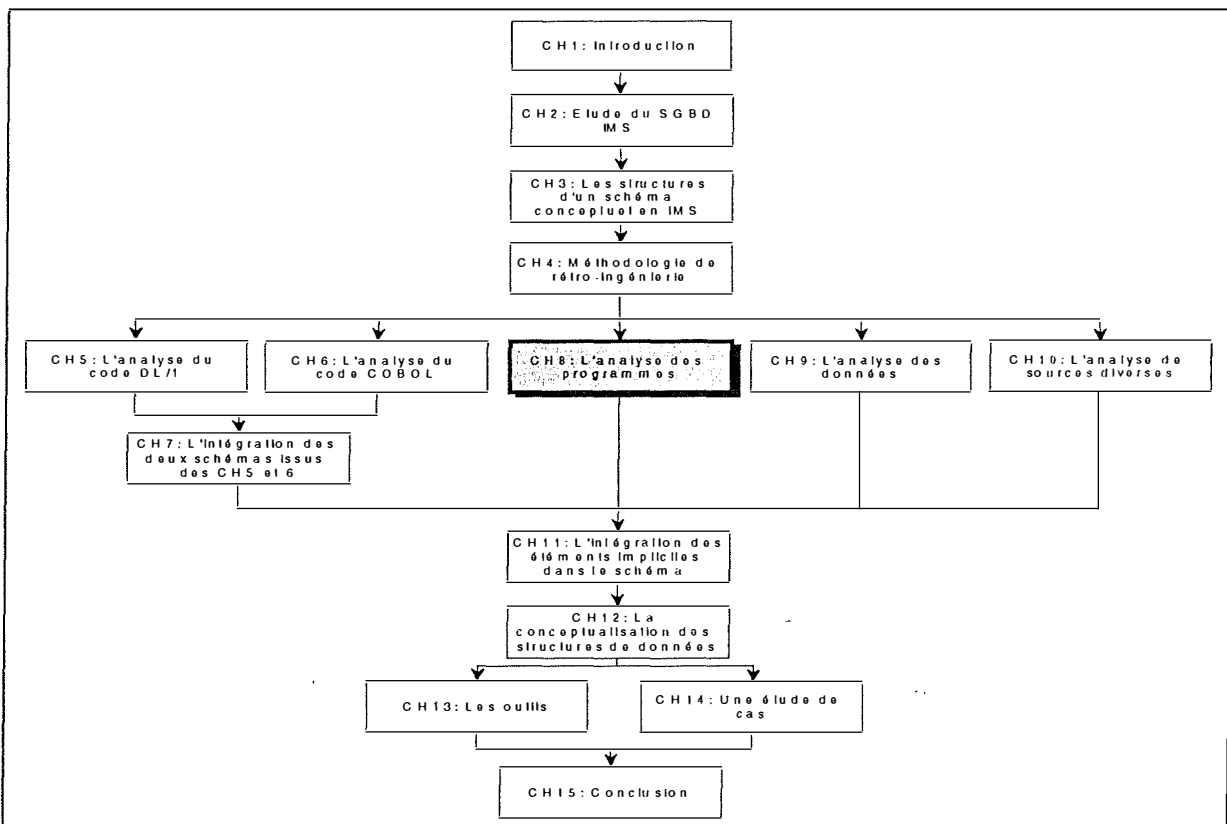 CH1: Introduction
CH2: Etude du SGBD
IMS
CH3: Les structures
d'un schéma
conceptuel en IMS
CH4: Méthodologie de
rétro-ingénierie
CH5: L'analyse du
code DL/1
CH6: L'analyse du
code COBOL
CH8: L'analyse des
programmes
CH9: L'analyse des
données
CH10: L'analyse de
sources diverses
CH7: L'intégration des
deux schémas issus
des CH5 et 6
CH11: L'intégration des
éléments implicites
dans le schéma
CH12: La
conceptualisation des
structures de données
CH13: Les outils
CH14: Une étude de
cas
CH15: Conclusion